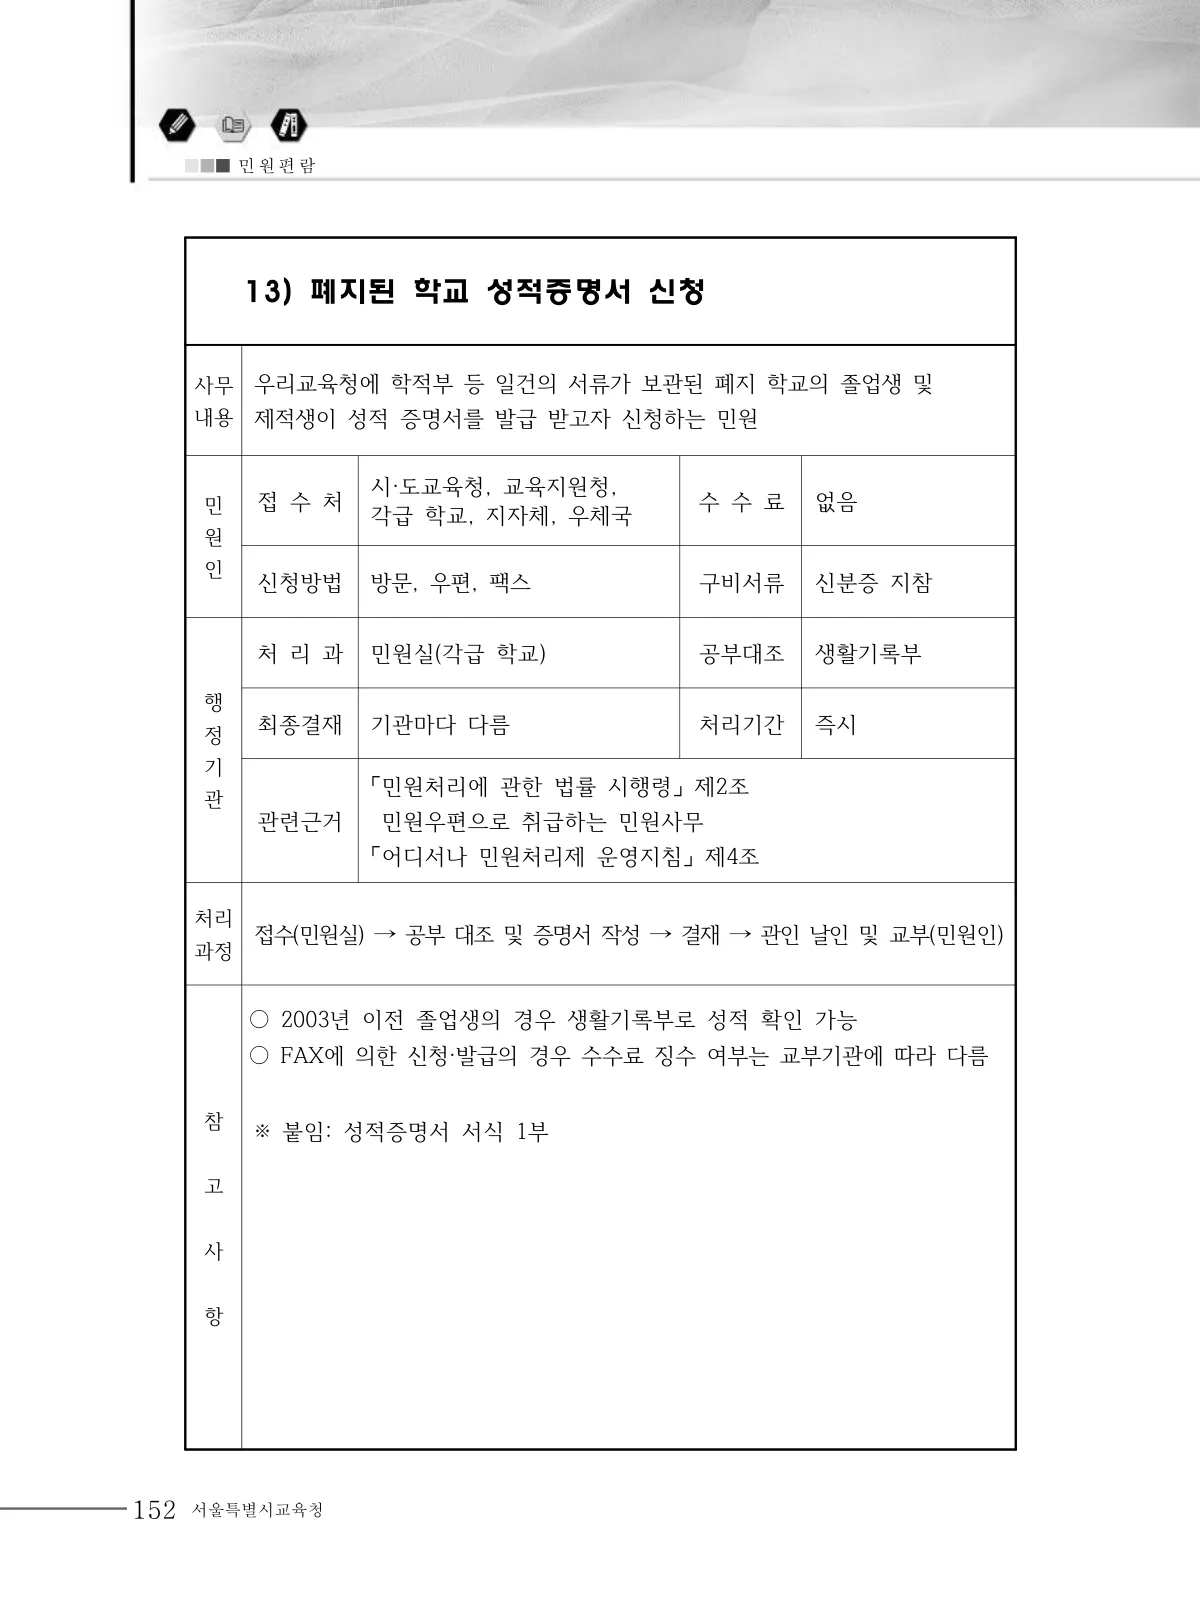 민원편람
13) 폐지된 학교 성적증명서 신청
사무
내용
우리교육청에 학적부 등 일건의 서류가 보관된 폐지 학교의 졸업생 및
제적생이 성적 증명서를 발급 받고자 신청하는 민원
민
원
인
접 수 처
시·도교육청, 교육지원청,
각급 학교, 지자체, 우체국
수 수 료
없음
신청방법
방문, 우편, 팩스
구비서류
신분증 지참
행
정
기
관
처 리 과
민원실(각급 학교)
공부대조
생활기록부
최종결재
기관마다 다름
처리기간
즉시
관련근거
「민원처리에 관한 법률 시행령」제2조
민원우편으로 취급하는 민원사무
「어디서나 민원처리제 운영지침」제4조
처리
과정
접수(민원실) → 공부 대조 및 증명서 작성 → 결재 → 관인 날인 및 교부(민원인)
참
고
사
항
○ 2003년 이전 졸업생의 경우 생활기록부로 성적 확인 가능
○ FAX에 의한 신청·발급의 경우 수수료 징수 여부는 교부기관에 따라 다름
※ 붙임: 성적증명서 서식 1부
152 서울특별시교육청